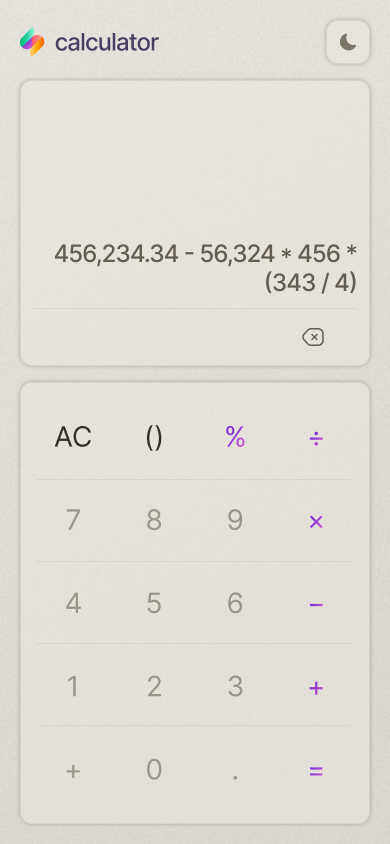 calculator
456,234.34 - 56,324 * 456 *
(343 / 4)
AC () % ÷
7 8 9 ×
4 5 6 −
1 2 3 +
+ 0 . =